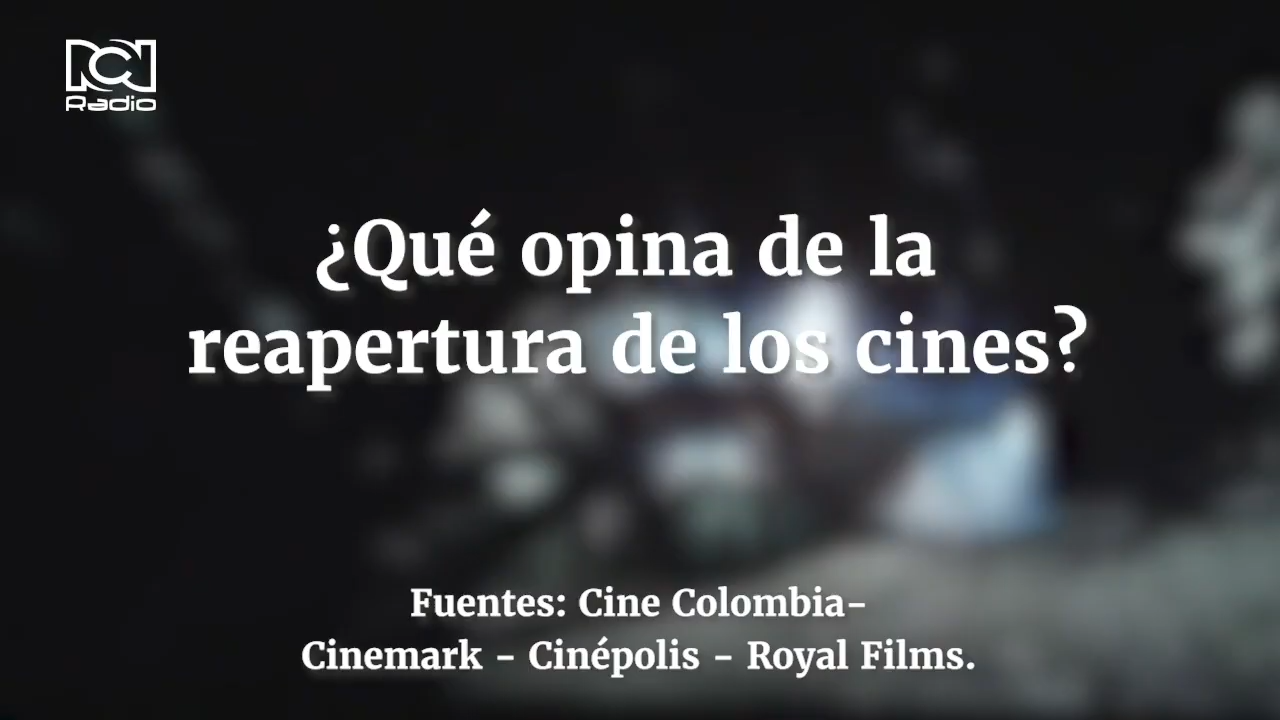 RCN
Radio
¿Qué opina de la
reapertura de los cines?
Fuentes: Cine Colombia-
Cinemark - Cinépolis - Royal Films.